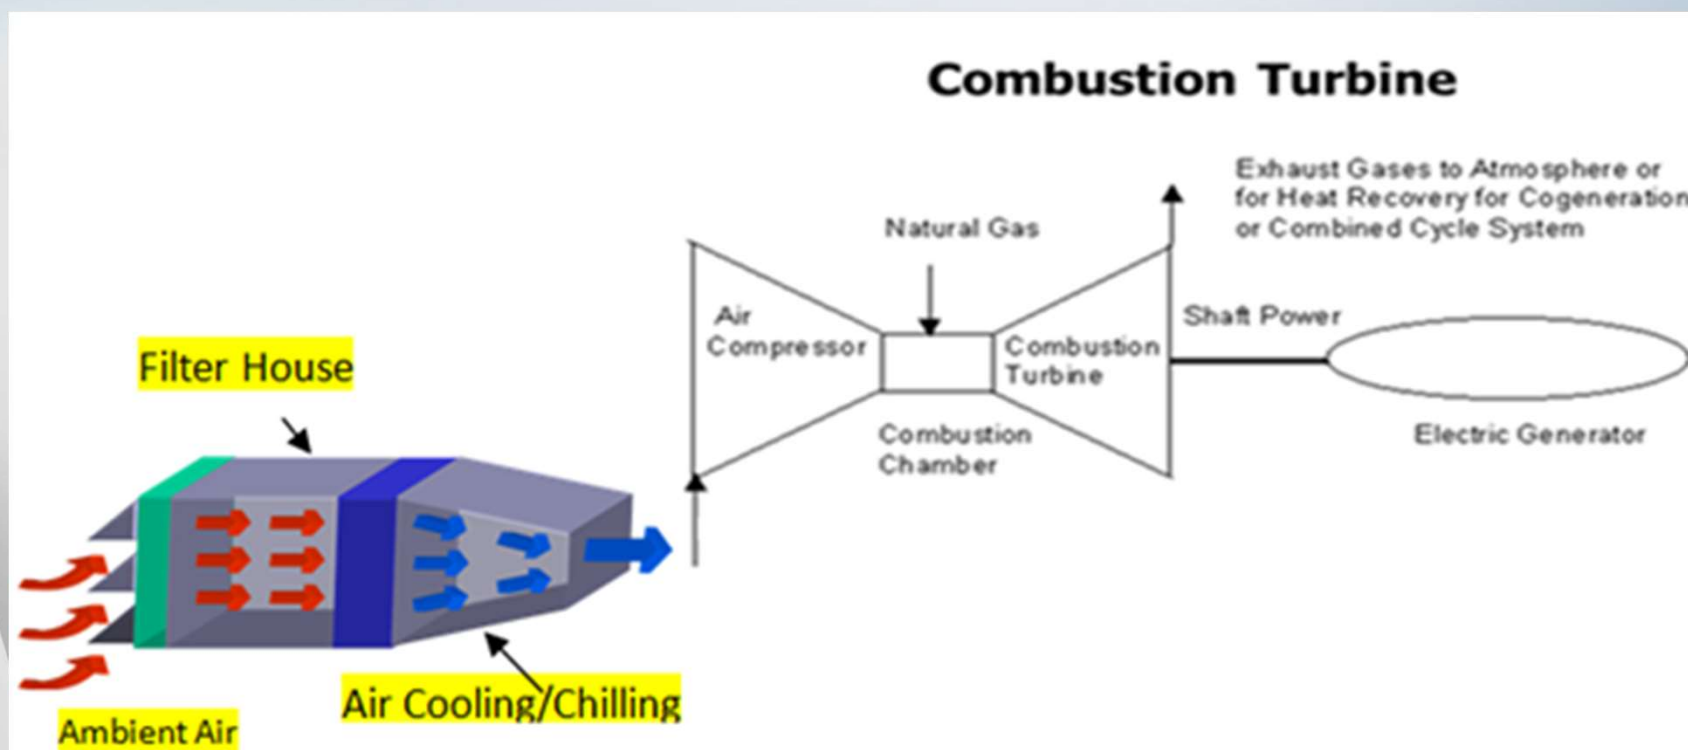 Combustion Turbine
Exhaust Gases to Atmosphere or
for Heat Recovery for Cogeneration
or Combined Cycle System
Natural Gas
Air
Compressor
Combustion
Turbine
Shaft Power
Combustion
Chamber
Electric Generator
Filter House
Air Cooling/Chilling
Ambient Air